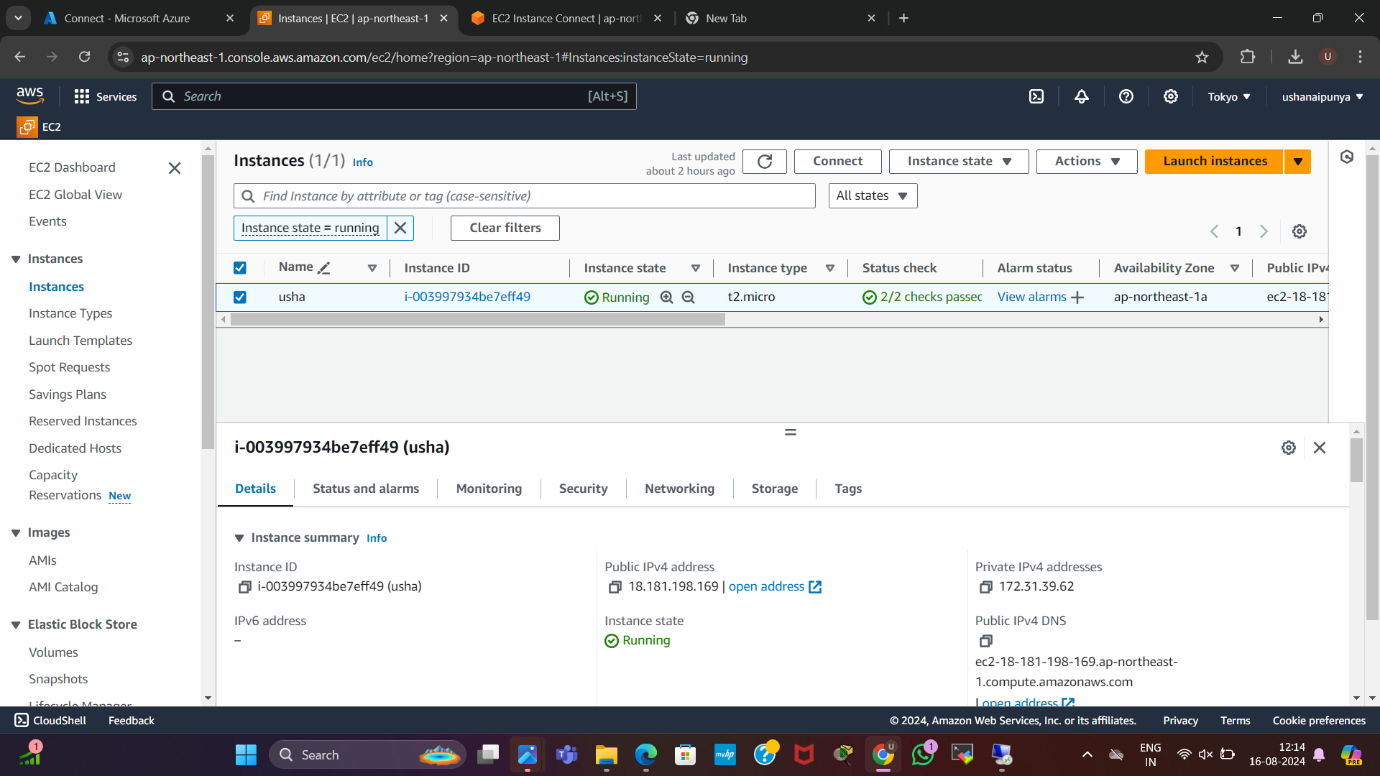 Connect - Microsoft Azure
Instances | EC2 | ap-northeast-1
EC2 Instance Connect | ap-nort
New Tab
ap-northeast-1.console.aws.amazon.com/ec2/home?region=ap-northeast-1#Instances:instanceState=running
U
aws
Services
Search
[Alt+S]
Tokyo
ushanaipunya
EC2
EC2 Dashboard
EC2 Global View
Events
Instances
Instances
Instance Types
Launch Templates
Spot Requests
Savings Plans
Reserved Instances
Dedicated Hosts
Capacity
Reservations New
Images
AMIs
AMI Catalog
Elastic Block Store
Volumes
Snapshots
Lifecycle Manager
Instances (1/1) Info
Last updated
about 2 hours ago
Connect
Instance state
Actions
Launch instances
Find Instance by attribute or tag (case-sensitive)
All states
Instance state = running
Clear filters
1
Name Instance ID Instance state Instance type Status check Alarm status Availability Zone Public IPv4
usha i-003997934be7eff49 Running t2.micro 2/2 checks passec View alarms ap-northeast-1a ec2-18-181
i-003997934be7eff49 (usha)
Details Status and alarms Monitoring Security Networking Storage Tags
Instance summary Info
Instance ID
i-003997934be7eff49 (usha)
Public IPv4 address
18.181.198.169 | open address
Private IPv4 addresses
172.31.39.62
IPv6 address
–
Instance state
Running
Public IPv4 DNS
ec2-18-181-198-169.ap-northeast-
1.compute.amazonaws.com
| open address
CloudShell Feedback
© 2024, Amazon Web Services, Inc. or its affiliates. Privacy Terms Cookie preferences
1
Search
1
ENG
IN
12:14
16-08-2024
PRE